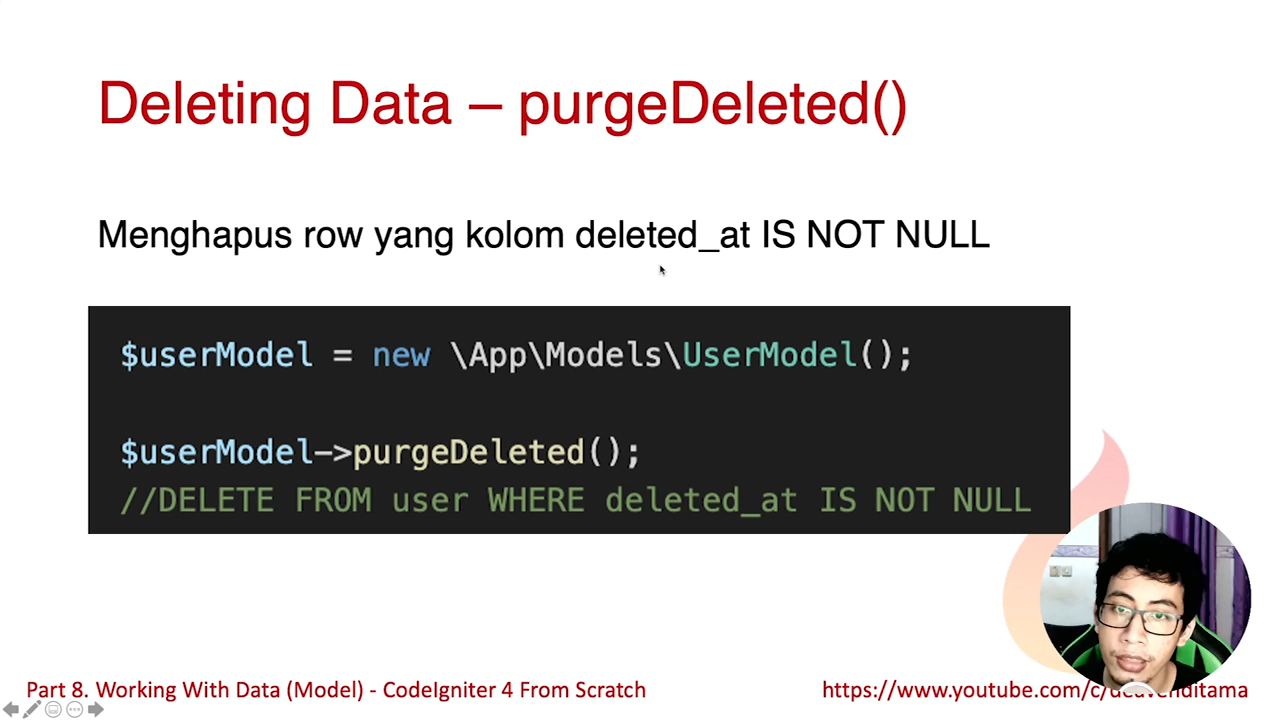 Deleting Data – purgeDeleted()
Menghapus row yang kolom deleted_at IS NOT NULL
$userModel = new \App\Models\UserModel();
$userModel->purgeDeleted();
//DELETE FROM user WHERE deleted_at IS NOT NULL
Part 8. Working With Data (Model) - CodeIgniter 4 From Scratch
https://www.youtube.com/c/deavenditama